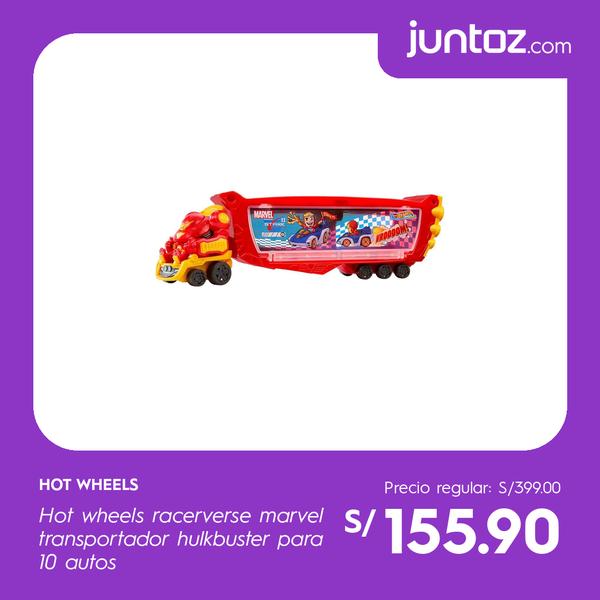 juntoz.com
MARVEL
HOT WHEELS
Hot wheels racerverse marvel
transportador hulkbuster para
10 autos
Precio regular: S/399.00
S/155.90